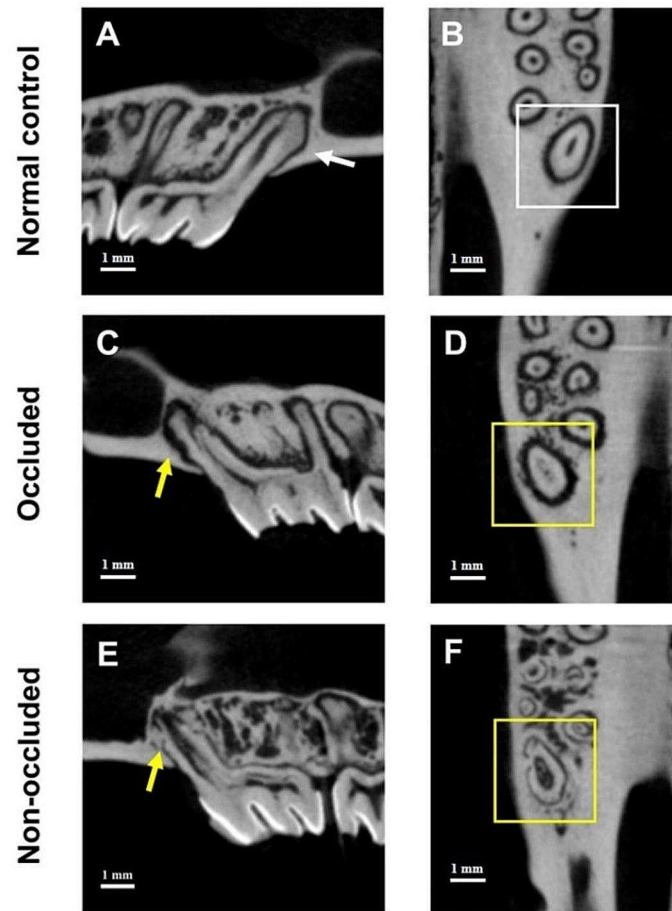 Normal control
A
1 mm
B
1 mm
Occluded
C
1 mm
D
1 mm
Non-occluded
E
1 mm
F
1 mm